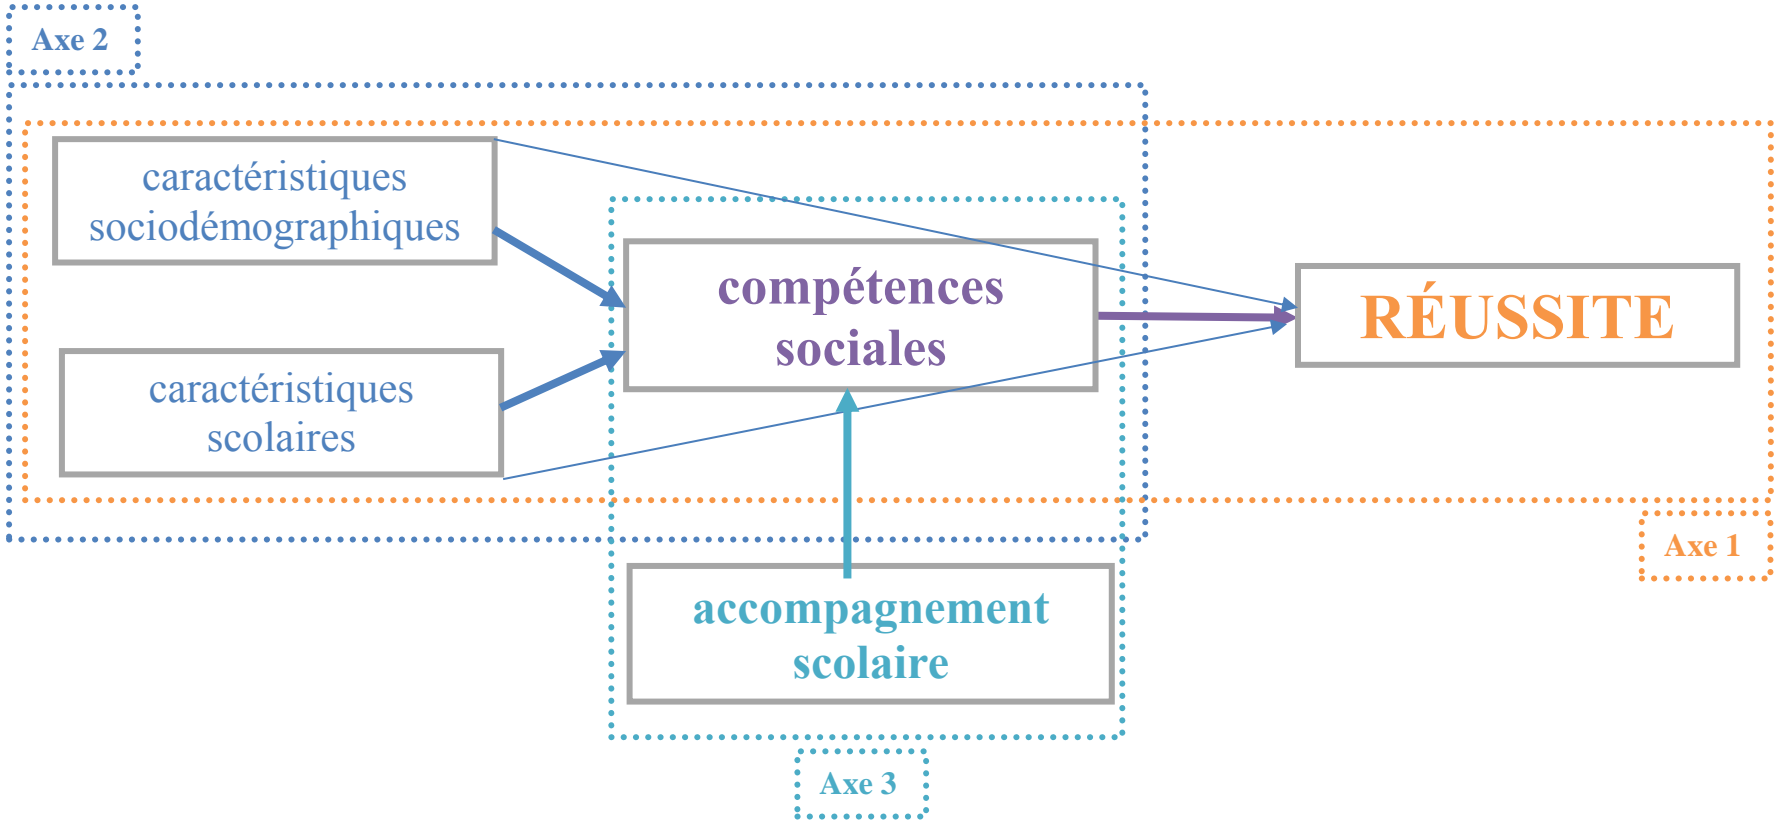 Axe 2
caractéristiques
sociodémographiques
compétences
sociales
RÉUSSITE
caractéristiques
scolaires
Axe 1
accompagnement
scolaire
Axe 3